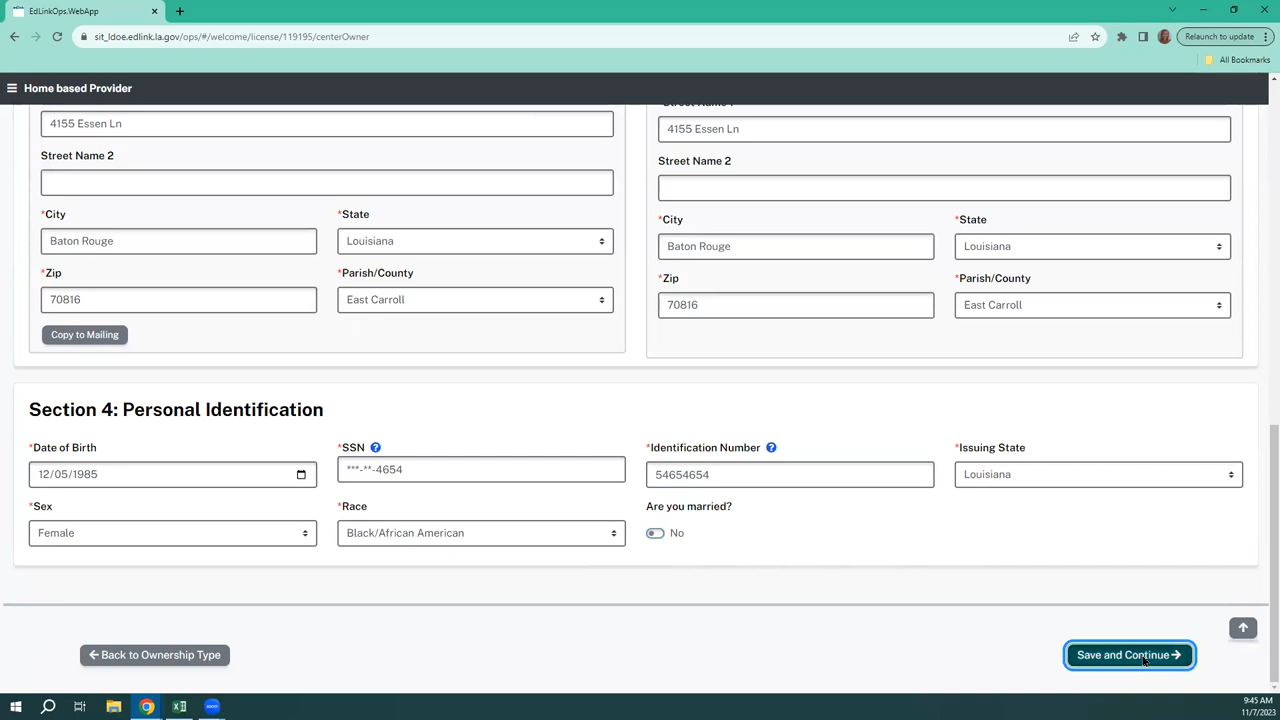 EdLinkOps.WebApp
sit_ldoe.edlink.la.gov/ops/#/welcome/license/119195/centerOwner
Relaunch to update
All Bookmarks
Home based Provider
4155 Essen Ln
4155 Essen Ln
Street Name 2
Street Name 2
*City
*State
*City
*State
Baton Rouge
Louisiana
Baton Rouge
Louisiana
*Zip
*Parish/County
*Zip
*Parish/County
70816
East Carroll
70816
East Carroll
Copy to Mailing
Section 4: Personal Identification
*Date of Birth
*SSN ?
*Identification Number ?
*Issuing State
12/05/1985
***-**-4654
54654654
Louisiana
*Sex
*Race
Are you married?
Female
Black/African American
No
Back to Ownership Type
Save and Continue
9:45 AM
11/7/2023